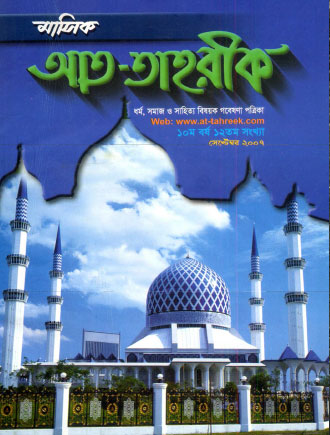 মাসিক
আত-তাহরীক
ধর্ম, সমাজ ও সাহিত্য বিষয়ক গবেষণা পত্রিকা
Web: www.at-tahreek.com
১০ম বর্ষ ১২তম সংখ্যা
সেপ্টেম্বর ২০০৭